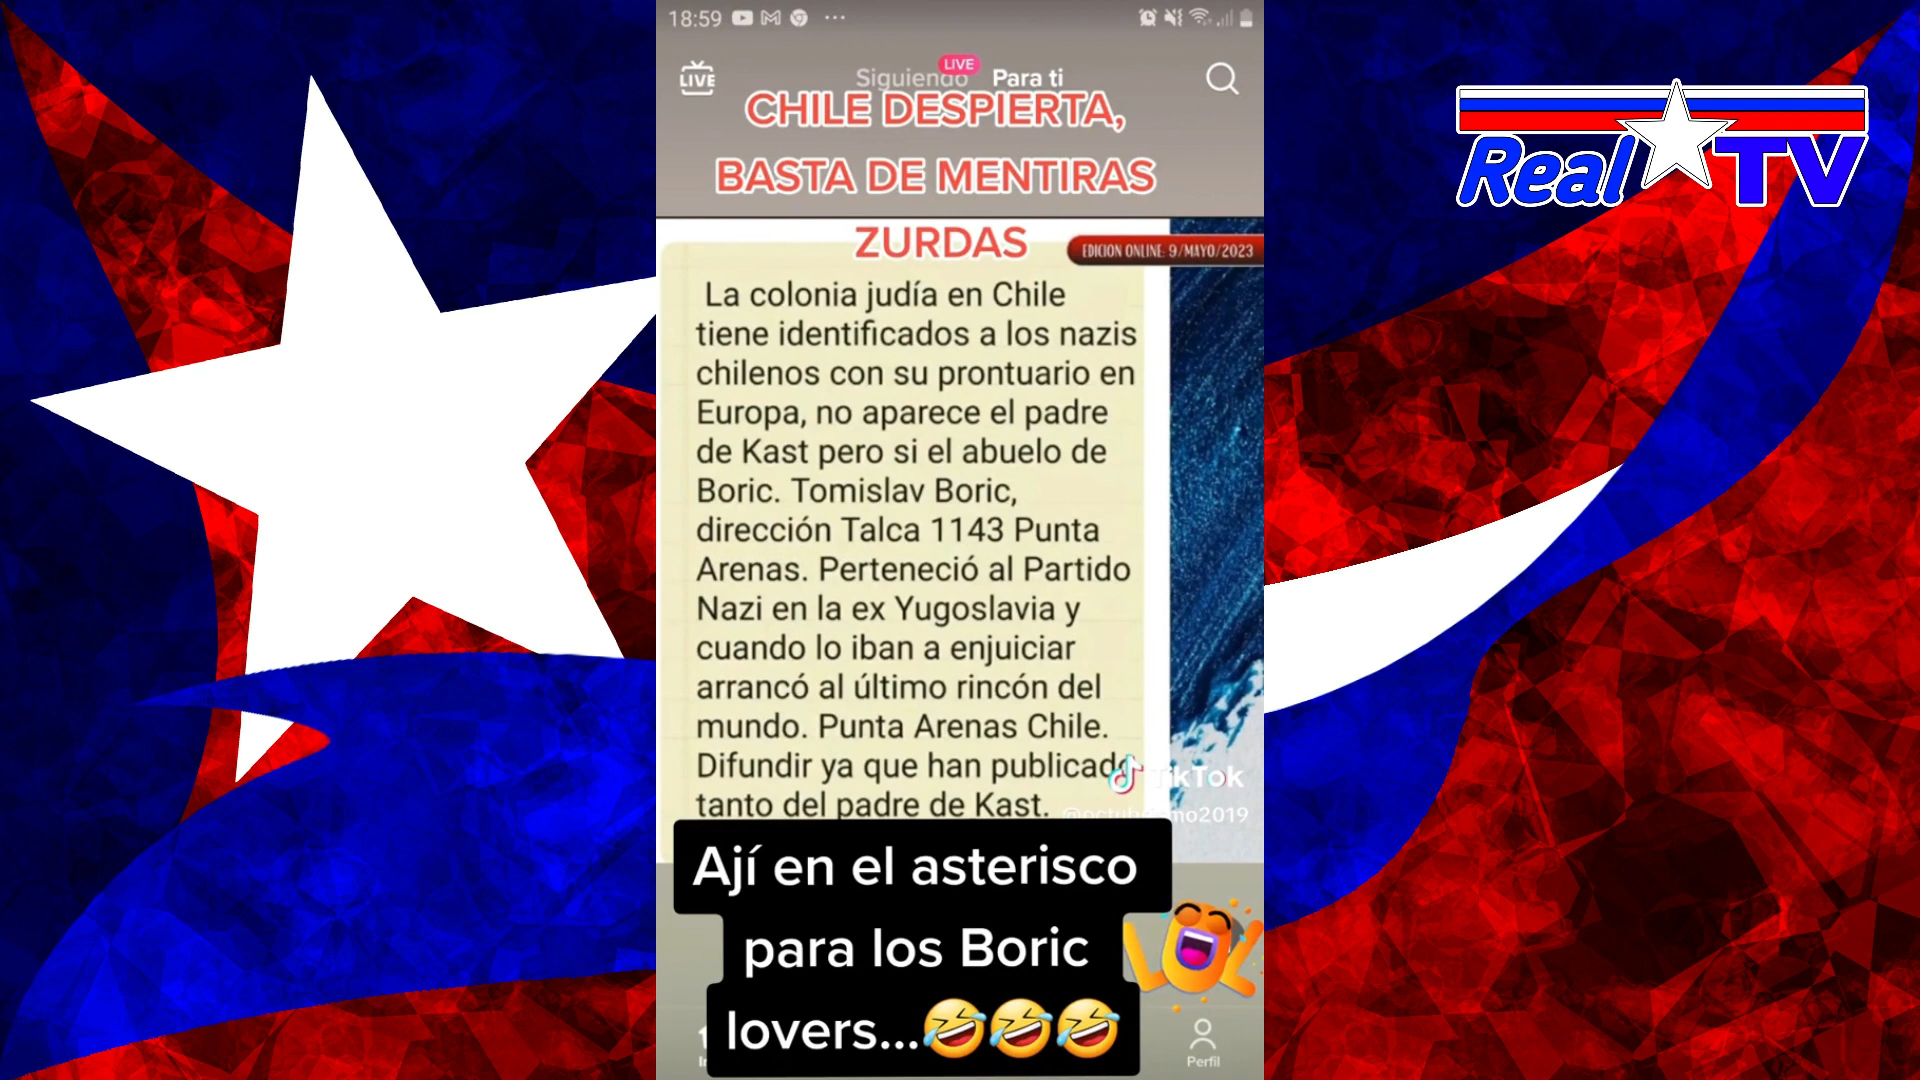 18:59
LIVE
LIVE
Siguiendo Para ti
CHILE DESPIERTA,
BASTA DE MENTIRAS
ZURDAS
EDICION ONLINE: 9/MAYO/2023
Real TV
La colonia judía en Chile
tiene identificados a los nazis
chilenos con su prontuario en
Europa, no aparece el padre
de Kast pero si el abuelo de
Boric. Tomislav Boric,
dirección Talca 1143 Punta
Arenas. Perteneció al Partido
Nazi en la ex Yugoslavia y
cuando lo iban a enjuiciar
arrancó al último rincón del
mundo. Punta Arenas Chile.
Difundir ya que han publicado
tanto del padre de Kast.
TikTok
Ají en el asterisco
para los Boric
lovers...🤣🤣🤣
LOL
Perfil